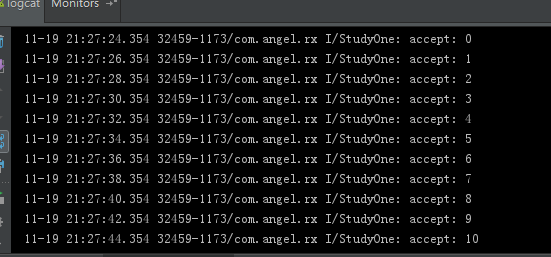 logcat Monitors
11-19 21:27:24.354 32459-1173/com.angel.rx I/StudyOne: accept: 0
11-19 21:27:26.354 32459-1173/com.angel.rx I/StudyOne: accept: 1
11-19 21:27:28.354 32459-1173/com.angel.rx I/StudyOne: accept: 2
11-19 21:27:30.354 32459-1173/com.angel.rx I/StudyOne: accept: 3
11-19 21:27:32.354 32459-1173/com.angel.rx I/StudyOne: accept: 4
11-19 21:27:34.354 32459-1173/com.angel.rx I/StudyOne: accept: 5
11-19 21:27:36.354 32459-1173/com.angel.rx I/StudyOne: accept: 6
11-19 21:27:38.354 32459-1173/com.angel.rx I/StudyOne: accept: 7
11-19 21:27:40.354 32459-1173/com.angel.rx I/StudyOne: accept: 8
11-19 21:27:42.354 32459-1173/com.angel.rx I/StudyOne: accept: 9
11-19 21:27:44.354 32459-1173/com.angel.rx I/StudyOne: accept: 10